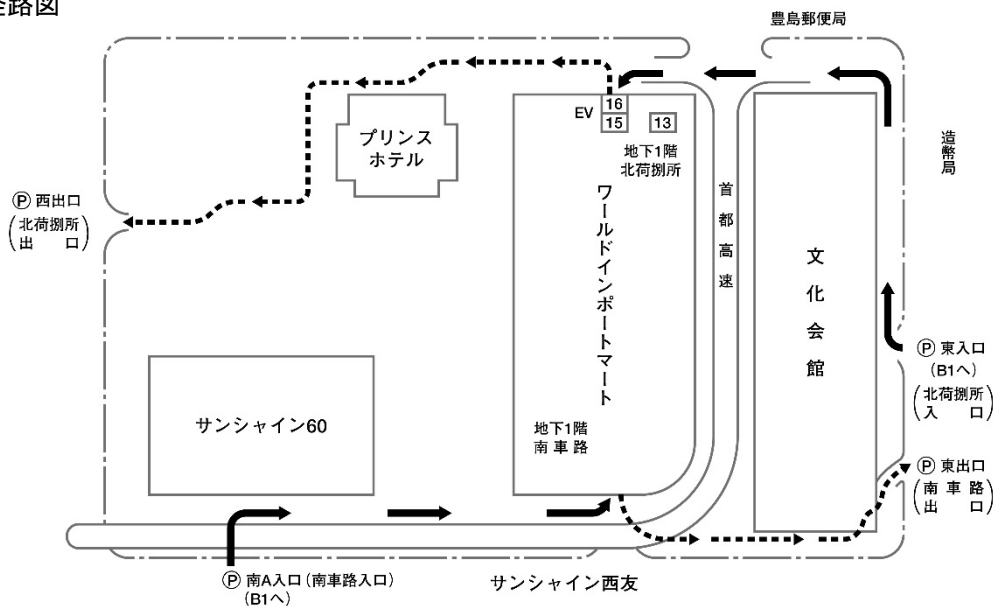 経路図
豊島郵便局
EV
16
15
13
地下1階
北荷捌所
プリンス
ホテル
造幣局
Ⓟ 西出口
(北荷捌所)
出 口
ワールドインポートマート
首都高速
文化会館
Ⓟ 東入口
(B1へ)
(北荷捌所)
入 口
サンシャイン60
地下1階
南車路
Ⓟ 東出口
(南車路)
出 口
Ⓟ 南A入口(南車路入口)
(B1へ)
サンシャイン西友